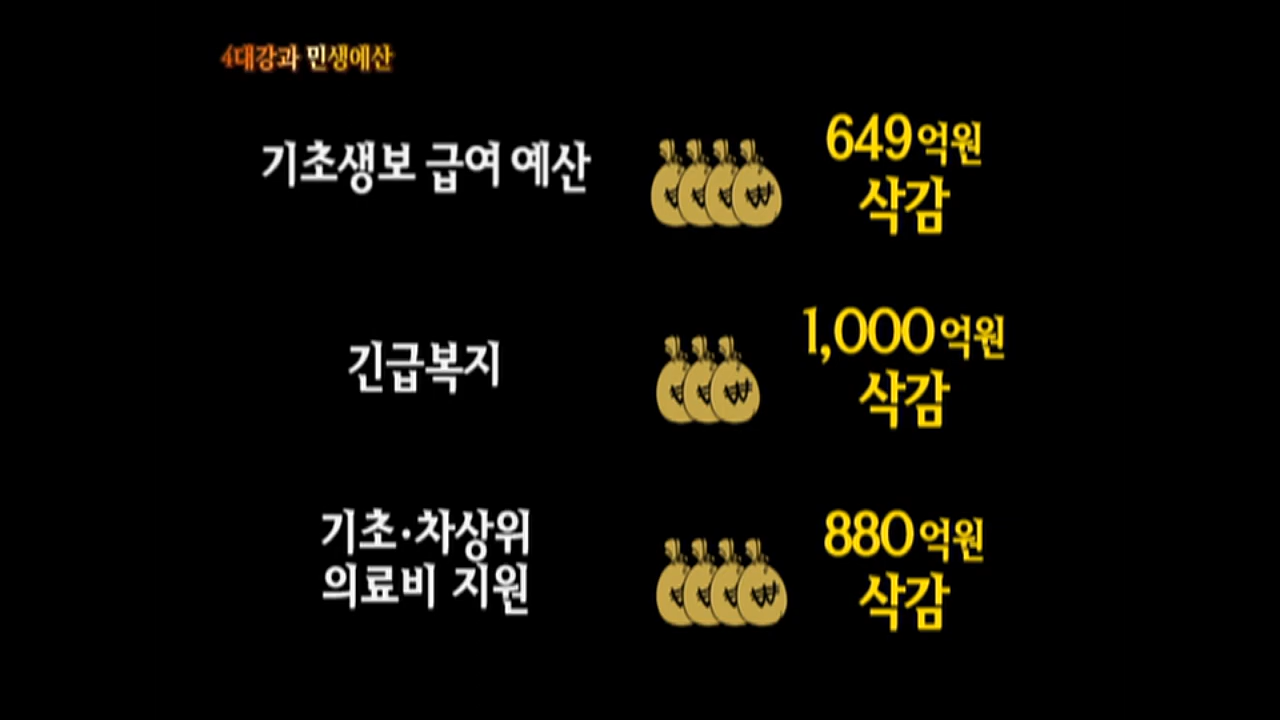 4대강과 민생예산
기초생보 급여 예산
649억원
삭감
긴급복지
1,000억원
삭감
기초·차상위
의료비 지원
880억원
삭감